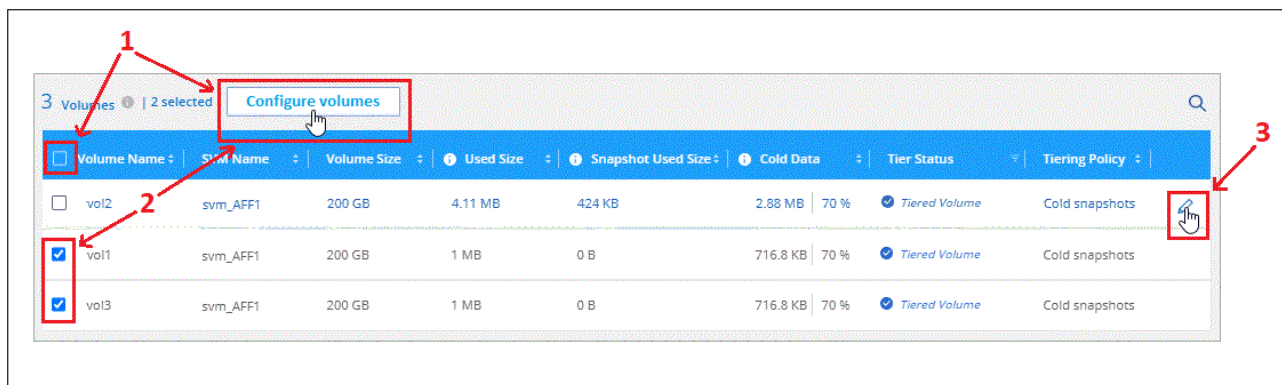 1
3 Volumes | 2 selected Configure volumes
3
Volume Name SVM Name Volume Size Used Size Snapshot Used Size Cold Data Tier Status Tiering Policy
2
vol2 svm_AFF1 200 GB 4.11 MB 424 KB 2.88 MB 70 % Tiered Volume Cold snapshots
vol1 svm_AFF1 200 GB 1 MB 0 B 716.8 KB 70 % Tiered Volume Cold snapshots
vol3 svm_AFF1 200 GB 1 MB 0 B 716.8 KB 70 % Tiered Volume Cold snapshots